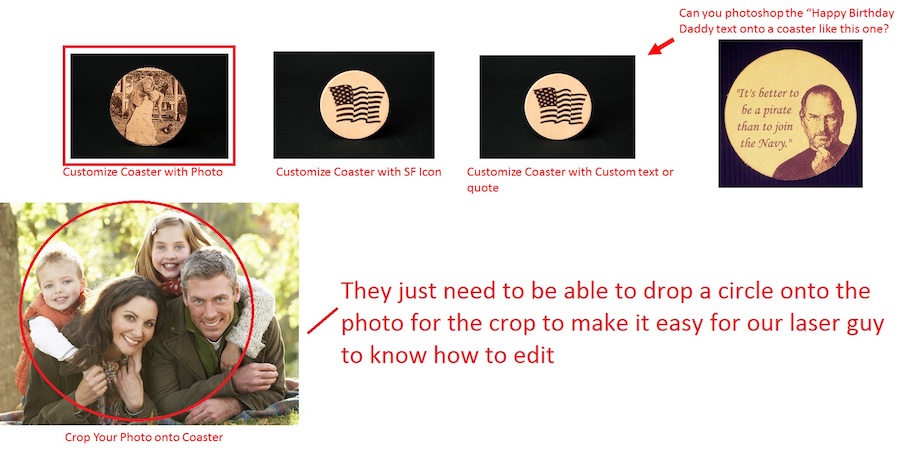 Can you photoshop the “Happy Birthday
Daddy text onto a coaster like this one?
"It's better to
be a pirate
than to join
the Navy."
Customize Coaster with Photo
Customize Coaster with SF Icon
Customize Coaster with Custom text or
quote
They just need to be able to drop a circle onto the
photo for the crop to make it easy for our laser guy
to know how to edit
Crop Your Photo onto Coaster